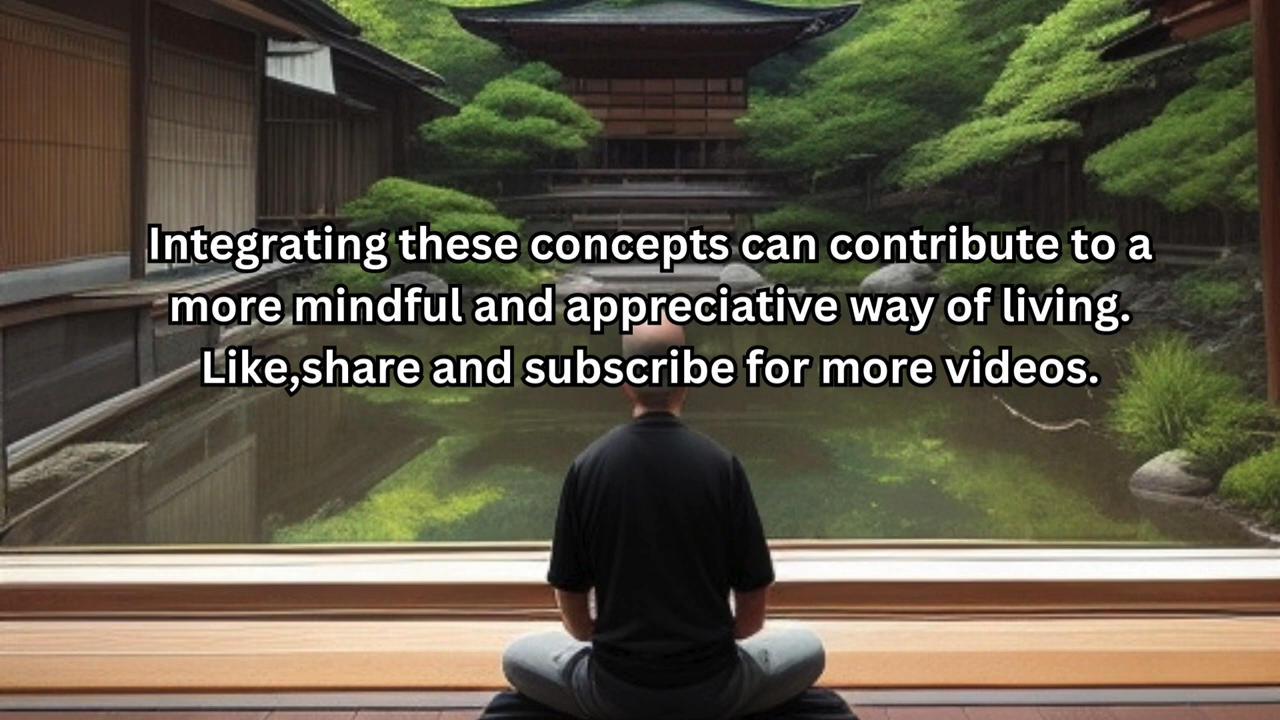 Integrating these concepts can contribute to a
more mindful and appreciative way of living.
Like,share and subscribe for more videos.